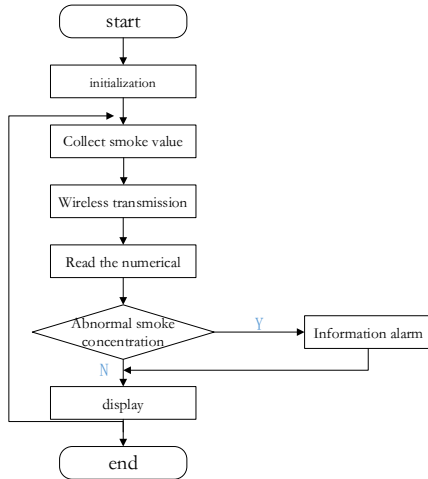 start
initialization
Collect smoke value
Wireless transmission
Read the numerical
Abnormal smoke
concentration
Y
Information alarm
N
display
end